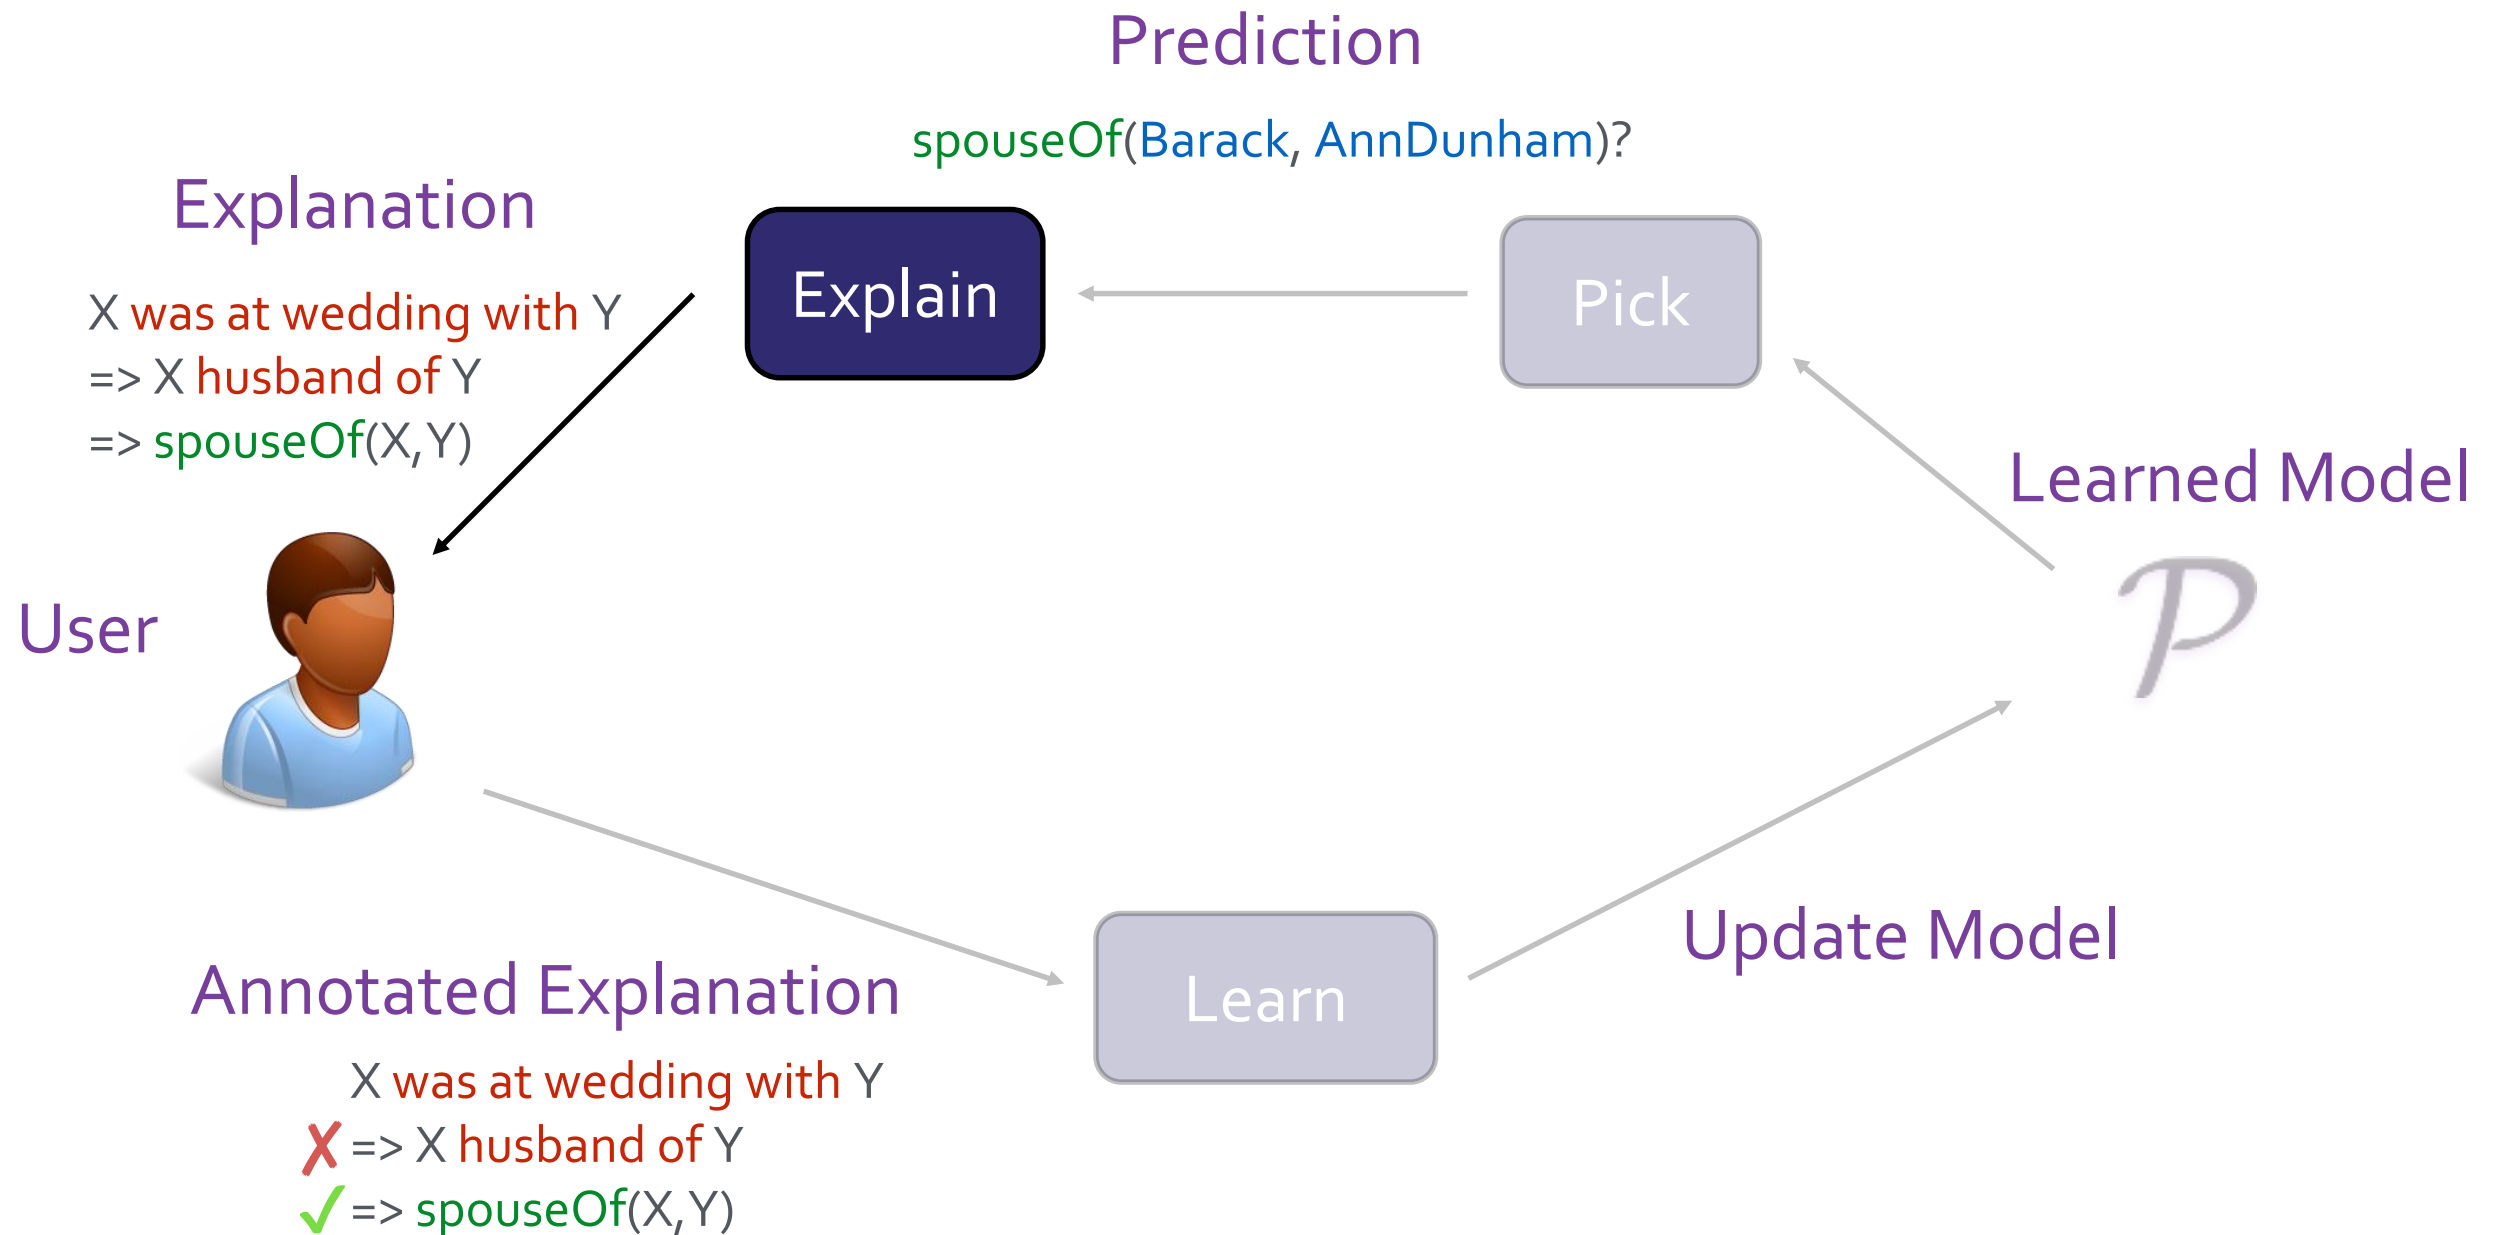 Prediction
spouseOf(Barack, AnnDunham)?
Explanation
X was at wedding with Y
=> X husband of Y
=> spouseOf(X,Y)
Explain
Pick
Learned Model
P
User
Update Model
Learn
Annotated Explanation
X was at wedding with Y
✗ => X husband of Y
✓ => spouseOf(X,Y)